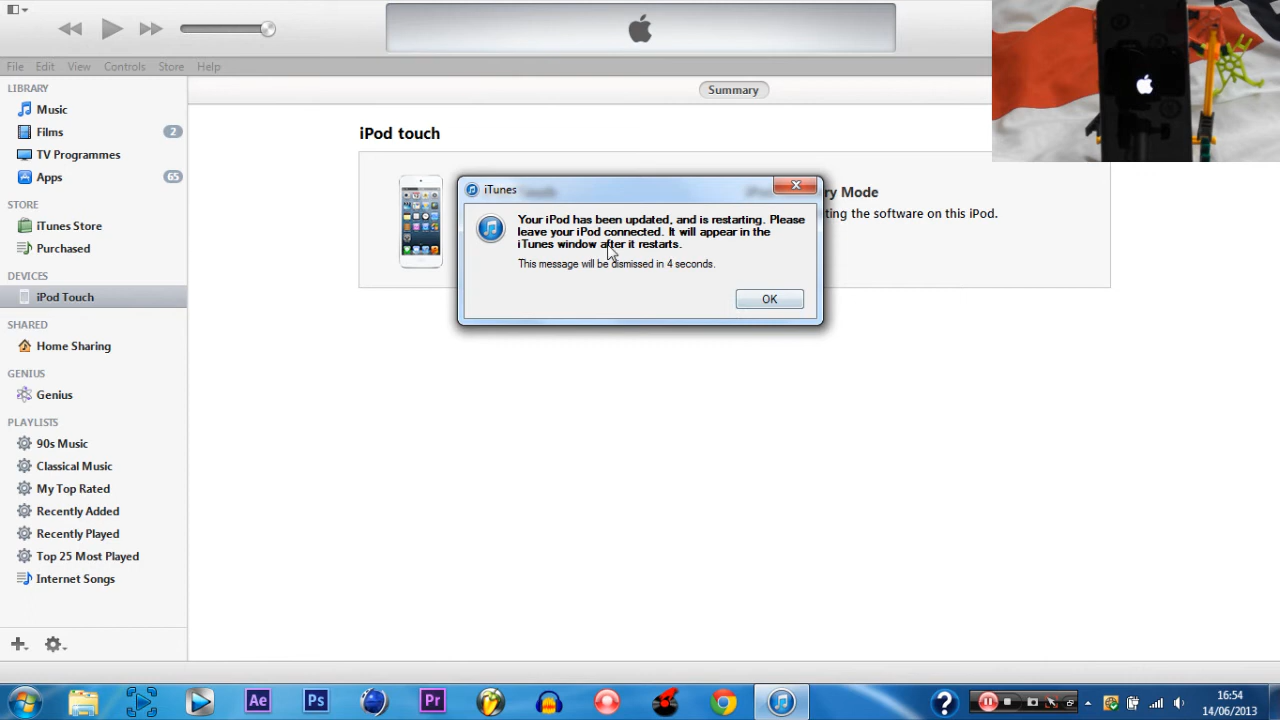 File Edit View Controls Store Help
LIBRARY
Music
Films 2
TV Programmes
Apps 65
STORE
iTunes Store
Purchased
DEVICES
iPod Touch
SHARED
Home Sharing
GENIUS
Genius
PLAYLISTS
90s Music
Classical Music
My Top Rated
Recently Added
Recently Played
Top 25 Most Played
Internet Songs
Summary
iPod touch
ry Mode
ting the software on this iPod.
iTunes
Your iPod has been updated, and is restarting. Please
leave your iPod connected. It will appear in the
iTunes window after it restarts.
This message will be dismissed in 4 seconds.
OK
Ae Ps Pr
16:54
14/06/2013